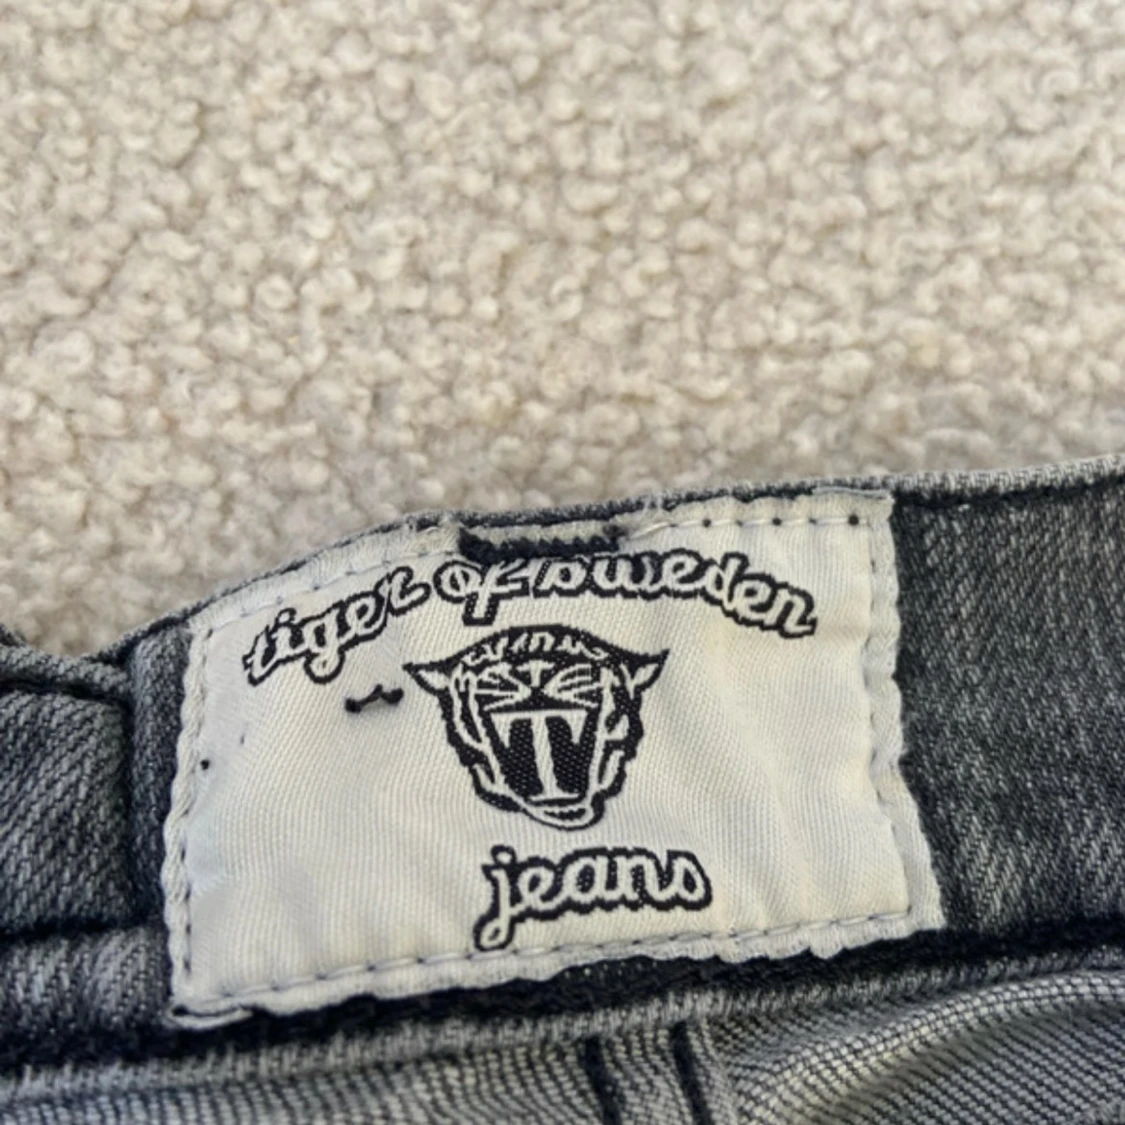 tiger of Sweden
T
jeans